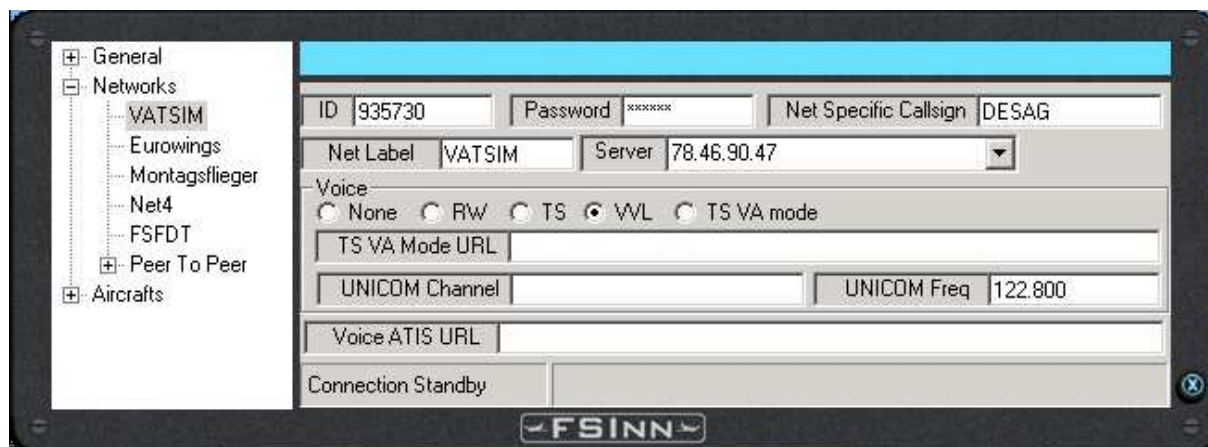 General
Networks
VATSIM
Eurowings
Montagsflieger
Net4
FSFDT
Peer To Peer
Aircrafts
ID 935730 Password ****** Net Specific Callsign DESAG
Net Label VATSIM Server 78.46.90.47
Voice
None RW TS VVL TS VA mode
TS VA Mode URL
UNICOM Channel UNICOM Freq 122.800
Voice ATIS URL
Connection Standby
X
FSINN